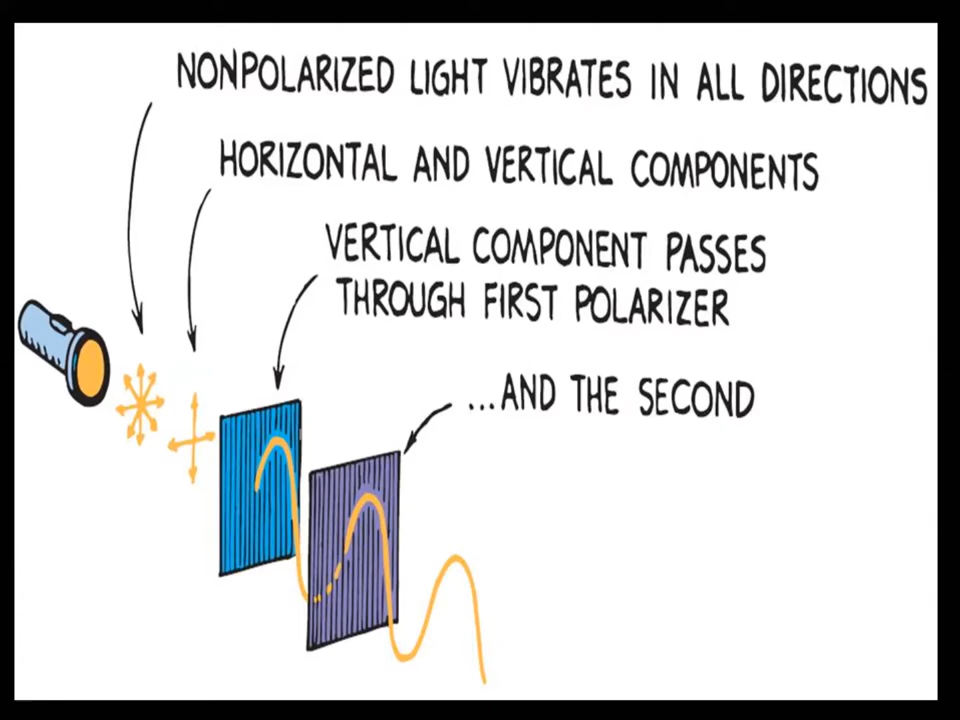 NONPOLARIZED LIGHT VIBRATES IN ALL DIRECTIONS
HORIZONTAL AND VERTICAL COMPONENTS
VERTICAL COMPONENT PASSES
THROUGH FIRST POLARIZER
...AND THE SECOND